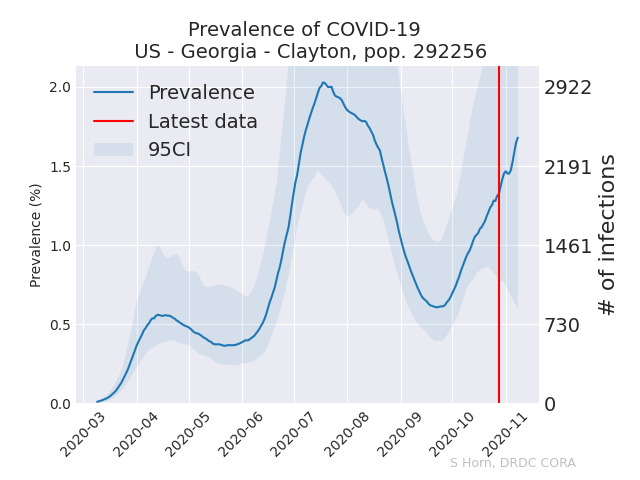 Prevalence of COVID-19
US - Georgia - Clayton, pop. 292256
Prevalence
Latest data
95CI
Prevalence (%)
2.0
1.5
1.0
0.5
0.0
2922
2191
1461
730
0
# of infections
2020-03
2020-04
2020-05
2020-06
2020-07
2020-08
2020-09
2020-10
2020-11
S Horn, DRDC CORA